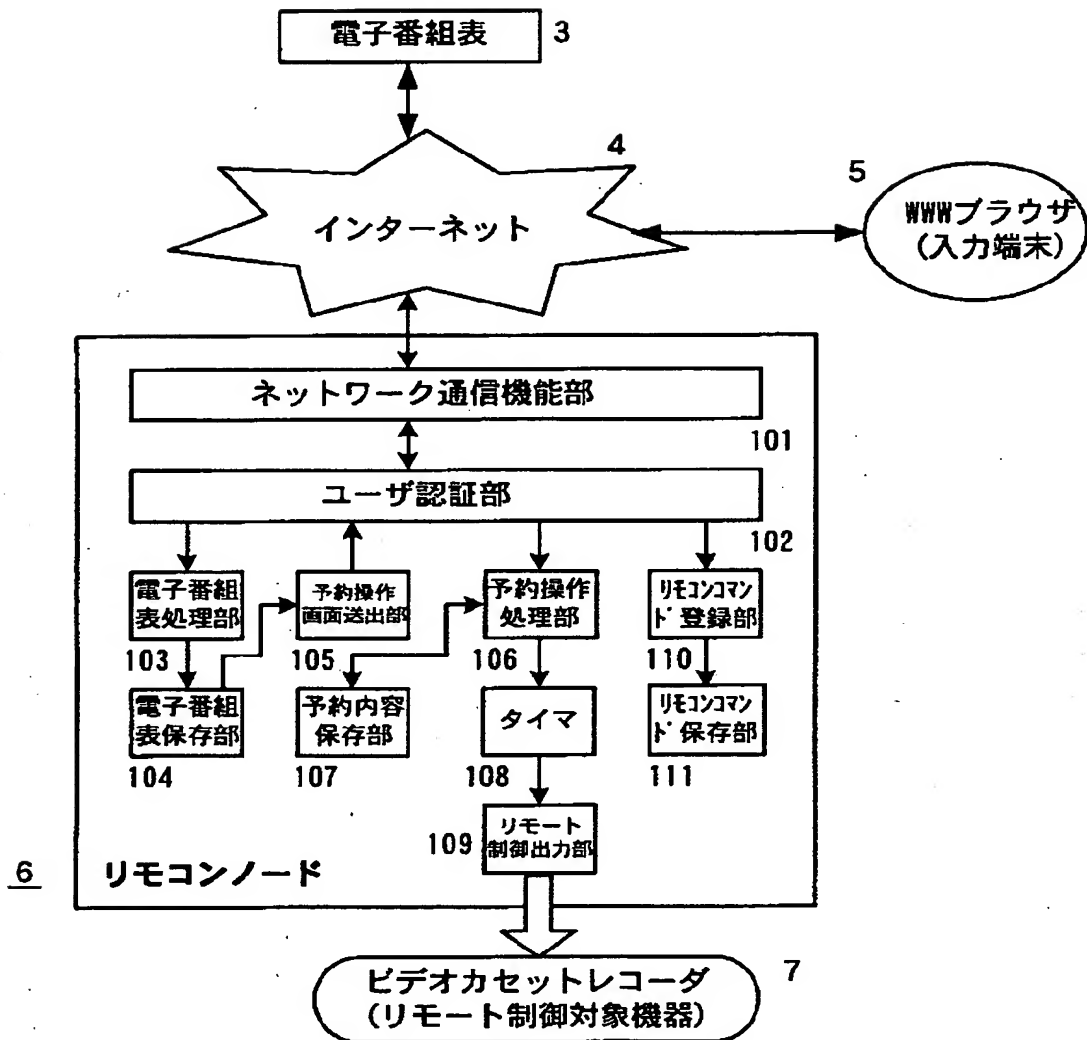 電子番組表
3
4
インターネット
5
WWWブラウザ
(入力端末)
ネットワーク通信機能部
101
ユーザ認証部
102
電子番組
表処理部
103
予約操作
画面送出部
105
予約操作
処理部
106
リモコンコマン
ド登録部
110
電子番組
表保存部
104
予約内容
保存部
107
タイマ
108
リモコンコマン
ド保存部
111
リモート
制御出力部
109
6
リモコンノード
ビデオカセットレコーダ
(リモート制御対象機器)
7